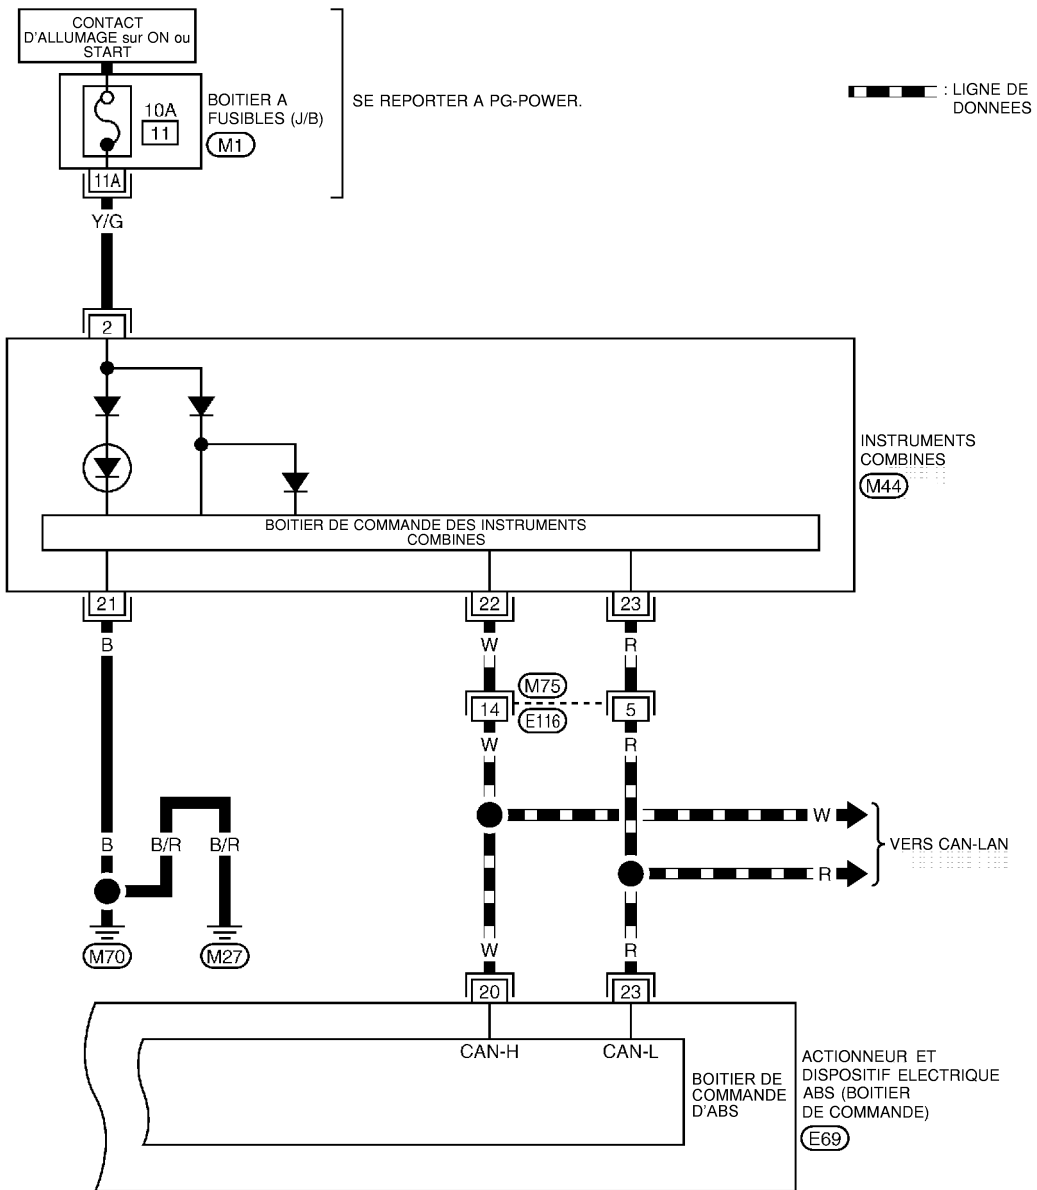 CONTACT
D'ALLUMAGE sur ON ou
START
10A
11
BOITIER A
FUSIBLES (J/B)
M1
SE REPORTER A PG-POWER.
: LIGNE DE
DONNEES
11A
Y/G
2
INSTRUMENTS
COMBINES
M44
BOITIER DE COMMANDE DES INSTRUMENTS
COMBINES
21
22
23
B
W
R
M75
14
5
E116
W
R
W
B
B/R
B/R
VERS CAN-LAN
R
M70
M27
W
R
20
23
CAN-H
CAN-L
BOITIER DE
COMMANDE
D'ABS
ACTIONNEUR ET
DISPOSITIF ELECTRIQUE
ABS (BOITIER
DE COMMANDE)
E69